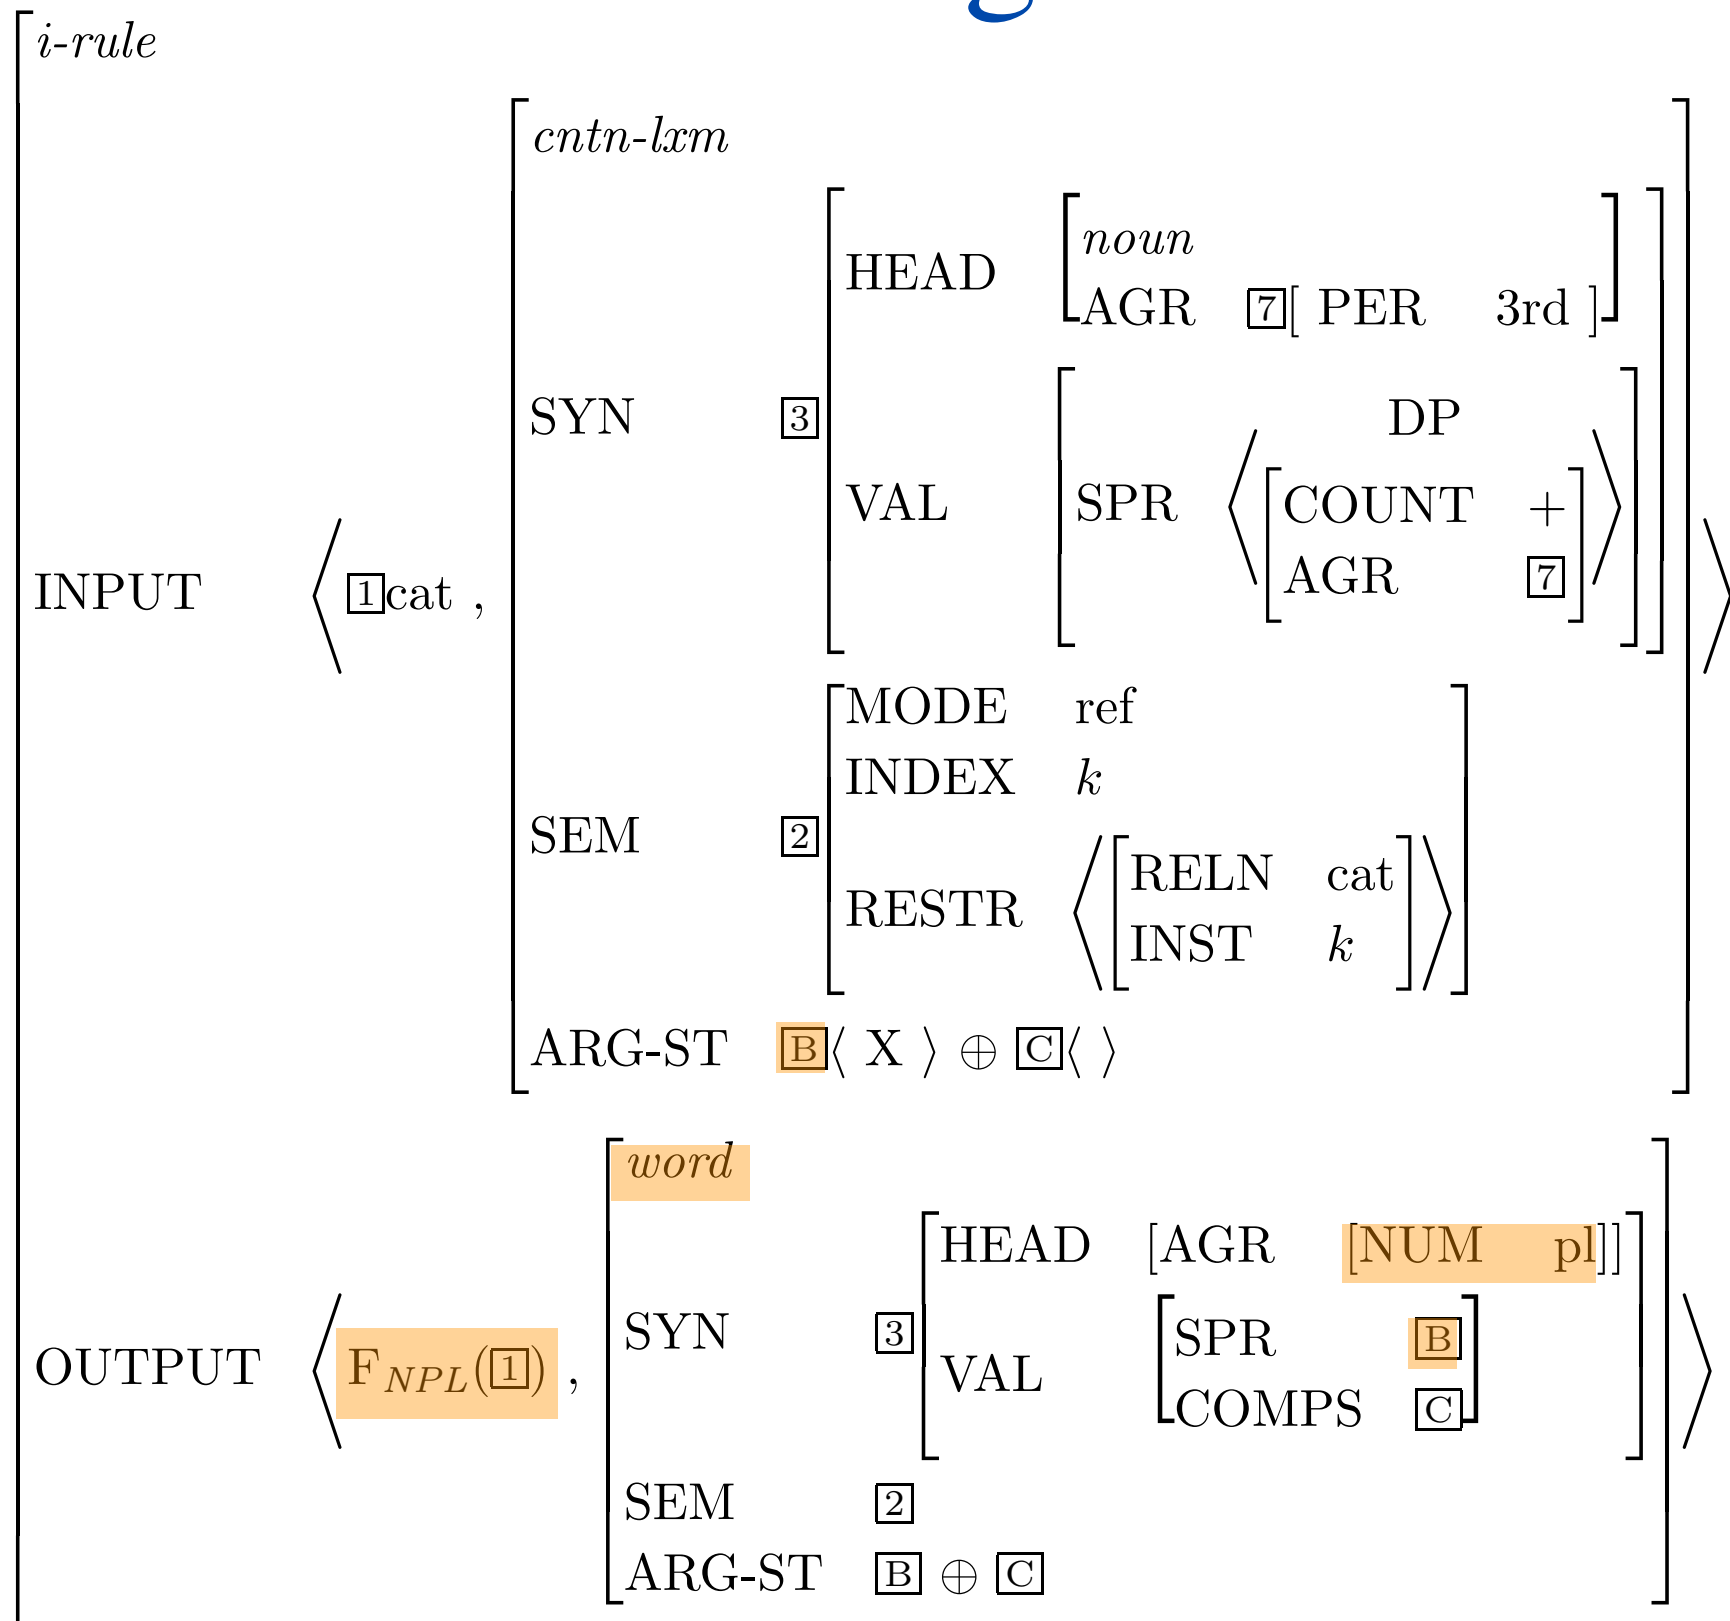 g
i-rule
cntn-lxm
noun
HEAD
AGR 7[ PER 3rd ]
SYN 3
DP
VAL SPR ⟨ COUNT +
AGR 7 ⟩
INPUT ⟨ 1cat , ⟩
MODE ref
INDEX k
SEM 2
RELN cat
RESTR ⟨ INST k ⟩
ARG-ST B⟨ X ⟩ ⊕ C⟨ ⟩
word
HEAD [AGR [NUM pl]]
SYN 3
SPR B
VAL
COMPS C
OUTPUT ⟨ F_NPL(1) , ⟩
SEM 2
ARG-ST B ⊕ C